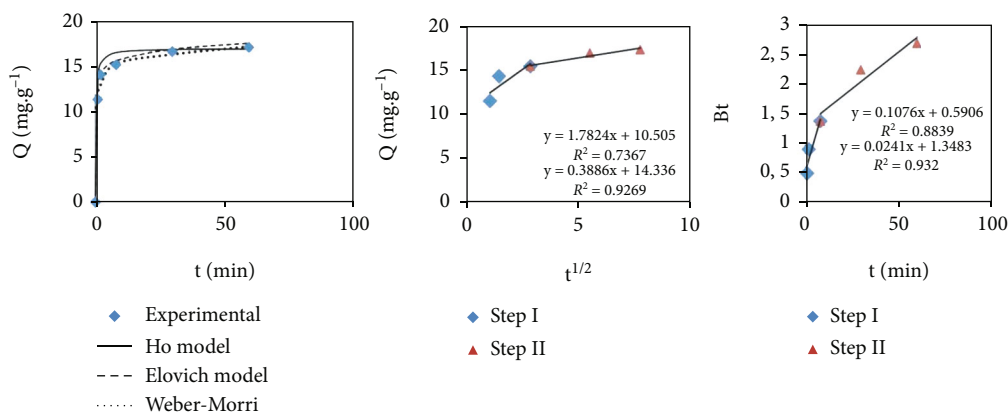 20
15
10
5
0
Q (mg.g⁻¹)
0
50
100
t (min)
Experimental
Ho model
Elovich model
Weber-Morri
20
15
10
5
0
Q (mg.g⁻¹)
y = 1.7824x + 10.505
R² = 0.7367
y = 0.3886x + 14.336
R² = 0.9269
0
5
10
t^1/2
Step I
Step II
3
2, 5
2
1, 5
1
0, 5
0
Bt
y = 0.1076x + 0.5906
R² = 0.8839
y = 0.0241x + 1.3483
R² = 0.932
0
50
100
t (min)
Step I
Step II